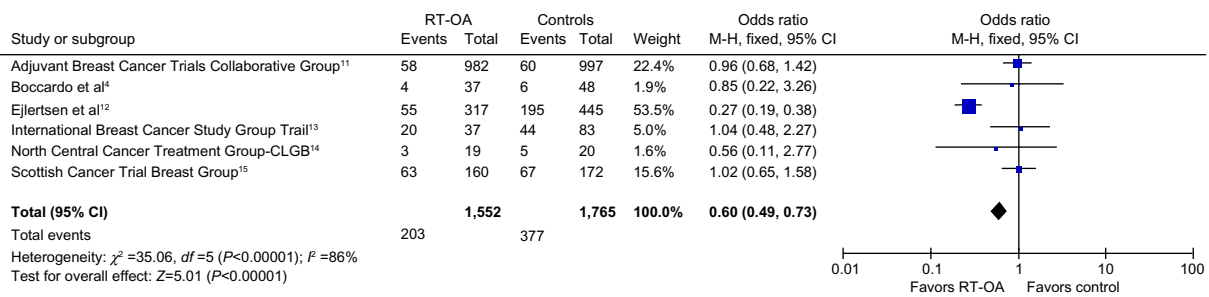 RT-OA Controls Odds ratio Odds ratio
Study or subgroup Events Total Events Total Weight M-H, fixed, 95% CI M-H, fixed, 95% CI
Adjuvant Breast Cancer Trials Collaborative Group¹¹ 58 982 60 997 22.4% 0.96 (0.68, 1.42)
Boccardo et al⁴ 4 37 6 48 1.9% 0.85 (0.22, 3.26)
Ejlertsen et al¹² 55 317 195 445 53.5% 0.27 (0.19, 0.38)
International Breast Cancer Study Group Trail¹³ 20 37 44 83 5.0% 1.04 (0.48, 2.27)
North Central Cancer Treatment Group-CLGB¹⁴ 3 19 5 20 1.6% 0.56 (0.11, 2.77)
Scottish Cancer Trial Breast Group¹⁵ 63 160 67 172 15.6% 1.02 (0.65, 1.58)
Total (95% CI) 1,552 1,765 100.0% 0.60 (0.49, 0.73)
Total events 203 377
Heterogeneity: χ² =35.06, df =5 (P<0.00001); I² =86%
Test for overall effect: Z=5.01 (P<0.00001)
0.01 0.1 1 10 100
Favors RT-OA Favors control